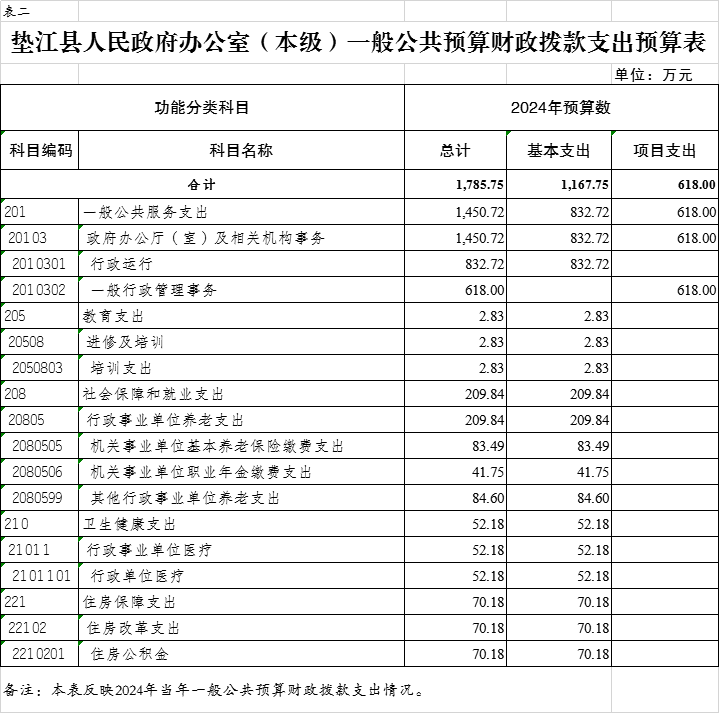 表二
垫江县人民政府办公室（本级）一般公共预算财政拨款支出预算表
单位：万元
功能分类科目 2024年预算数
科目编码 科目名称 总计 基本支出 项目支出
合计 1,785.75 1,167.75 618.00
201 一般公共服务支出 1,450.72 832.72 618.00
20103 政府办公厅（室）及相关机构事务 1,450.72 832.72 618.00
2010301 行政运行 832.72 832.72
2010302 一般行政管理事务 618.00 618.00
205 教育支出 2.83 2.83
20508 进修及培训 2.83 2.83
2050803 培训支出 2.83 2.83
208 社会保障和就业支出 209.84 209.84
20805 行政事业单位养老支出 209.84 209.84
2080505 机关事业单位基本养老保险缴费支出 83.49 83.49
2080506 机关事业单位职业年金缴费支出 41.75 41.75
2080599 其他行政事业单位养老支出 84.60 84.60
210 卫生健康支出 52.18 52.18
21011 行政事业单位医疗 52.18 52.18
2101101 行政单位医疗 52.18 52.18
221 住房保障支出 70.18 70.18
22102 住房改革支出 70.18 70.18
2210201 住房公积金 70.18 70.18
备注：本表反映2024年当年一般公共预算财政拨款支出情况。